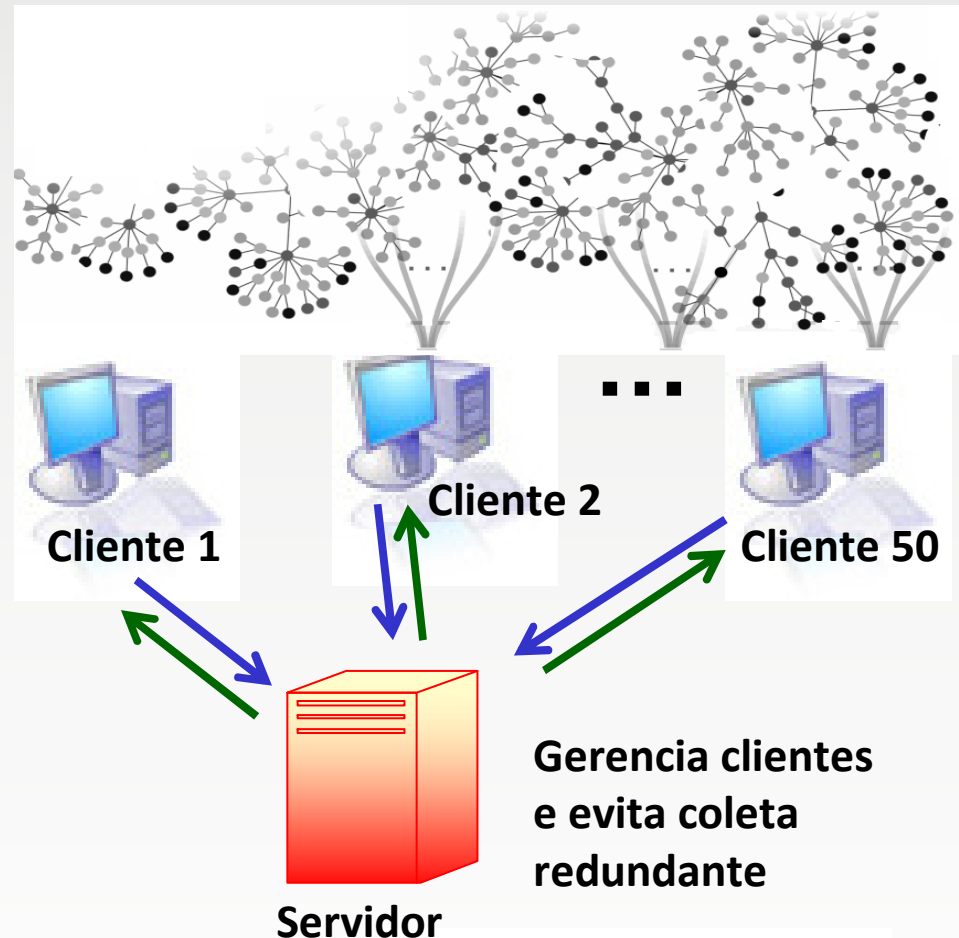 ...
...
...
...
Cliente 1
Cliente 2
Cliente 50
Gerencia clientes
e evita coleta
redundante
Servidor